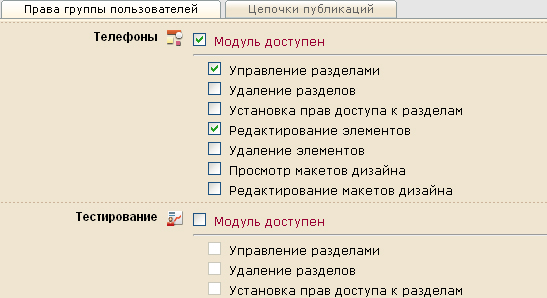 Права группы пользователей Цепочки публикаций
Телефоны Модуль доступен
Управление разделами
Удаление разделов
Установка прав доступа к разделам
Редактирование элементов
Удаление элементов
Просмотр макетов дизайна
Редактирование макетов дизайна
Тестирование Модуль доступен
Управление разделами
Удаление разделов
Установка прав доступа к разделам